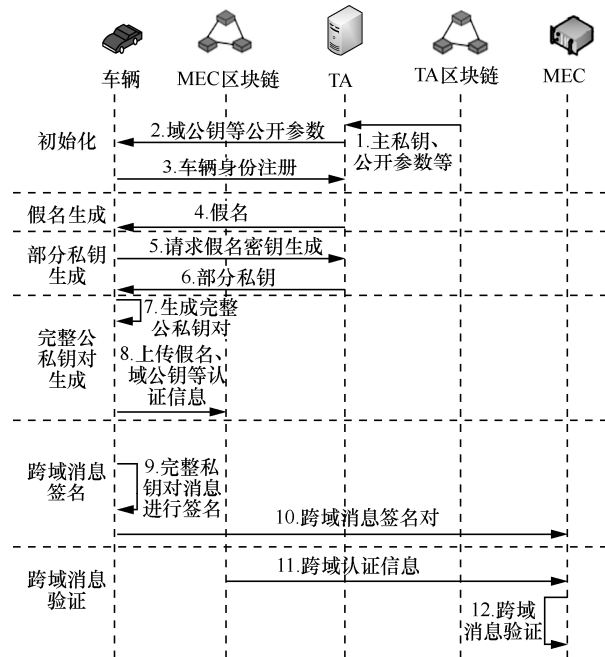 车辆
MEC区块链
TA
TA区块链
MEC
初始化
2.域公钥等公开参数
1.主私钥、
公开参数等
3.车辆身份注册
假名生成
4.假名
部分私钥
生成
5.请求假名密钥生成
6.部分私钥
完整公
私钥对
生成
7.生成完整
公私钥对
8.上传假名、
域公钥等认
证信息
跨域消息
签名
9.完整私
钥对消息
进行签名
10.跨域消息签名对
跨域消息
验证
11.跨域认证信息
12.跨域
消息验证